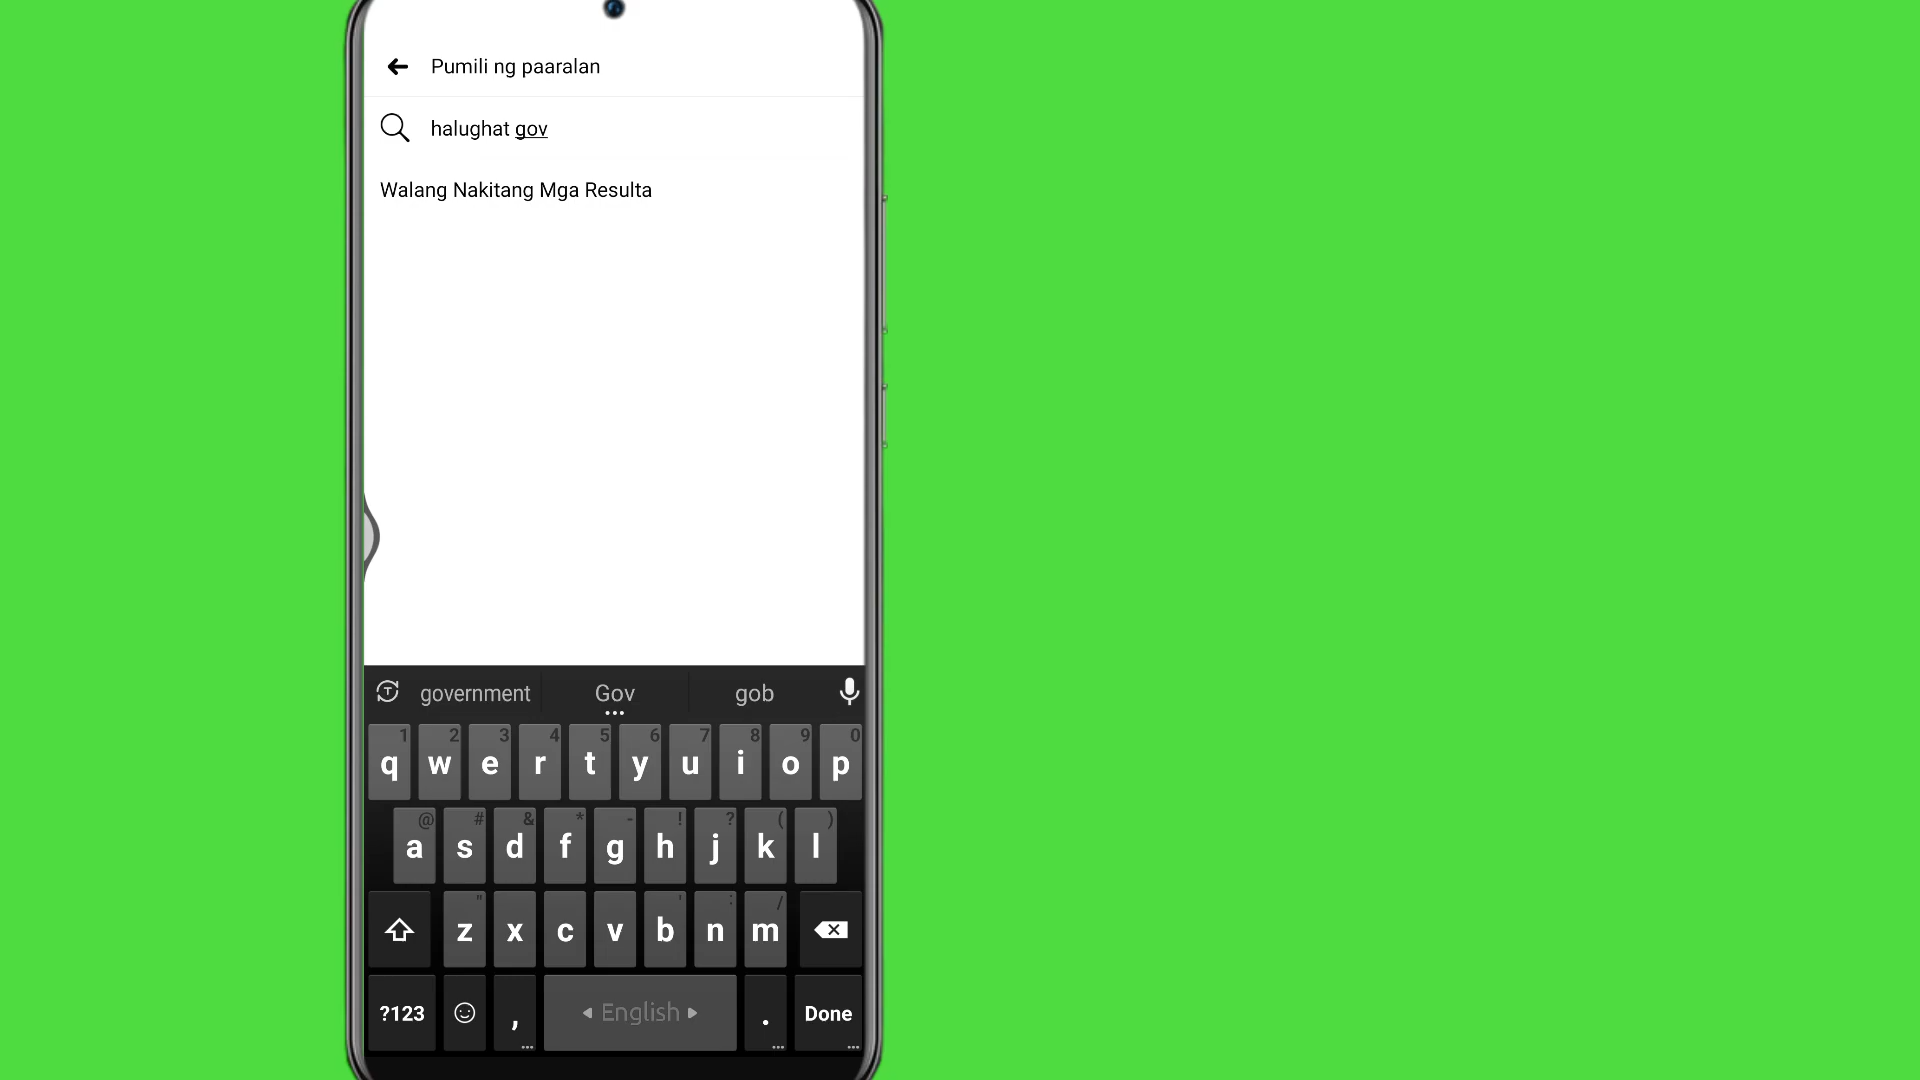 Pumili ng paaralan
halughat gov
Walang Nakitang Mga Resulta
government Gov gob
1 2 3 4 5 6 7 8 9 0
q w e r t y u i o p
@ # & * - ! ? ( )
a s d f g h j k l
" ' : /
z x c v b n m
?123 , English . Done